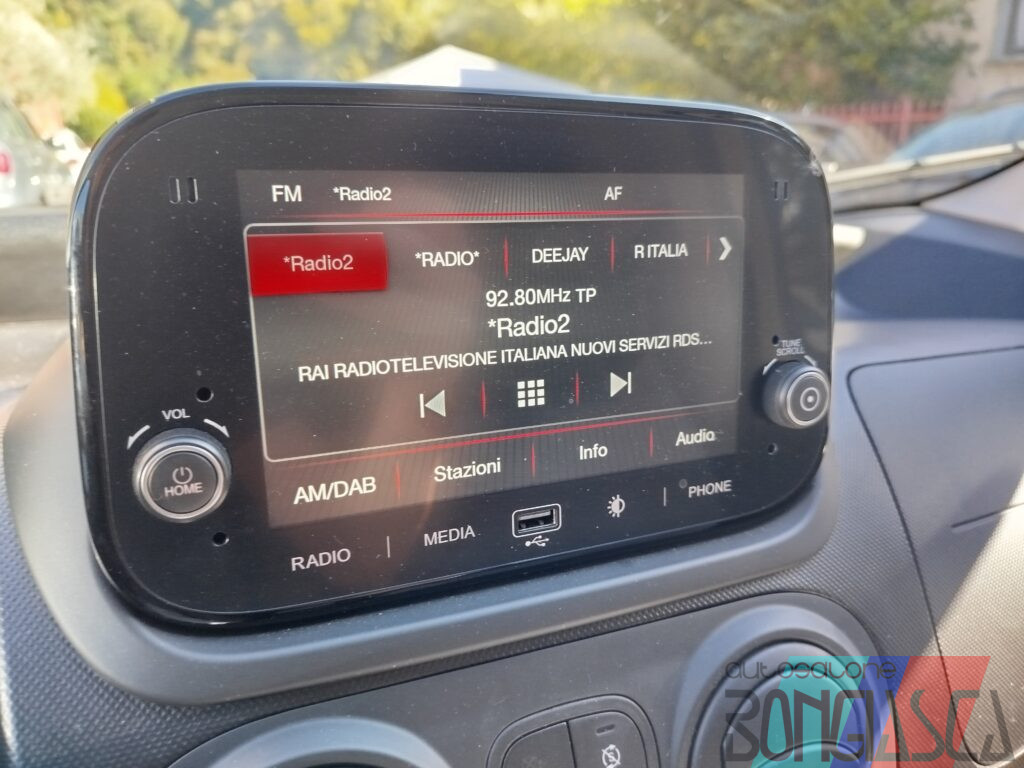 FM *Radio2 AF
*Radio2 *RADIO* DEEJAY R ITALIA
92.80MHz TP
*Radio2
RAI RADIOTELEVISIONE ITALIANA NUOVI SERVIZI RDS...
AM/DAB Stazioni Info Audio
VOL
HOME
TUNE
SCROLL
RADIO MEDIA PHONE
autosalone
BONGIASCA